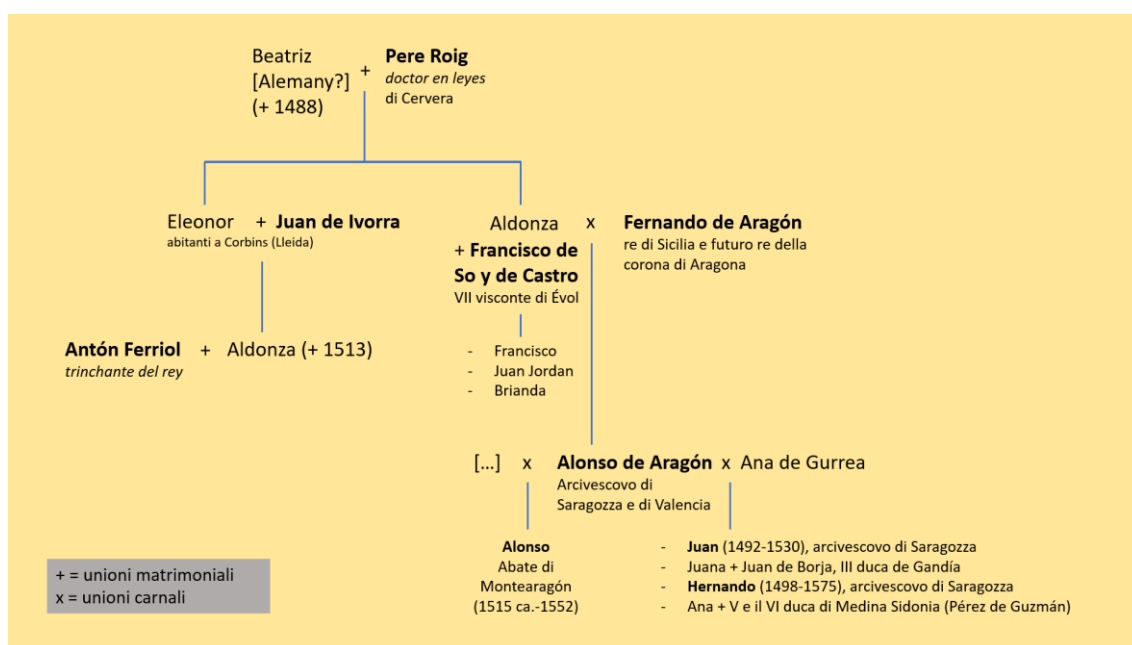 Beatriz
[Alemany?]
(+ 1488)
+
Pere Roig
doctor en leyes
di Cervera
Eleonor + Juan de Ivorra
abitanti a Corbins (Lleida)
Aldonza x
+ Francisco de
So y de Castro
VII visconte di Évol
Fernando de Aragón
re di Sicilia e futuro re della
corona di Aragona
Antón Ferriol + Aldonza (+ 1513)
trinchante del rey
- Francisco
- Juan Jordan
- Brianda
[...] x Alonso de Aragón x Ana de Gurrea
Arcivescovo di
Saragozza e di Valencia
Alonso
Abate di
Montearagón
(1515 ca.-1552)
- Juan (1492-1530), arcivescovo di Saragozza
- Juana + Juan de Borja, III duca de Gandía
- Hernando (1498-1575), arcivescovo di Saragozza
- Ana + V e il VI duca di Medina Sidonia (Pérez de Guzmán)
+ = unioni matrimoniali
x = unioni carnali